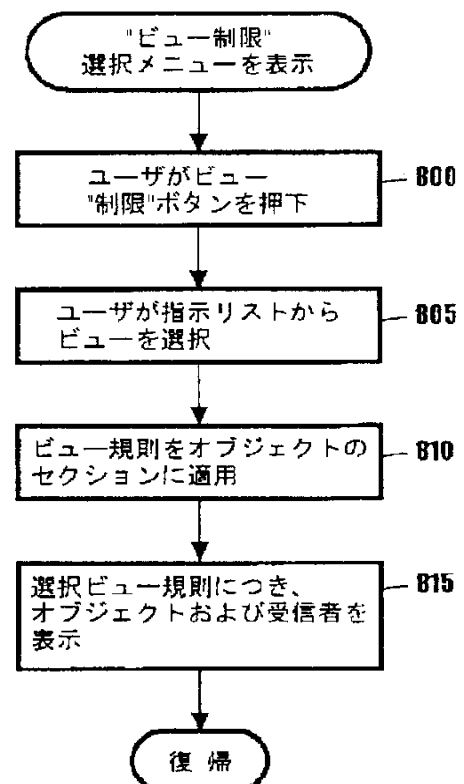 "ビュー制限"
選択メニューを表示
ユーザがビュー
"制限"ボタンを押下
800
ユーザが指示リストから
ビューを選択
805
ビュー規則をオブジェクトの
セクションに適用
810
選択ビュー規則につき、
オブジェクトおよび受信者を
表示
815
復 帰